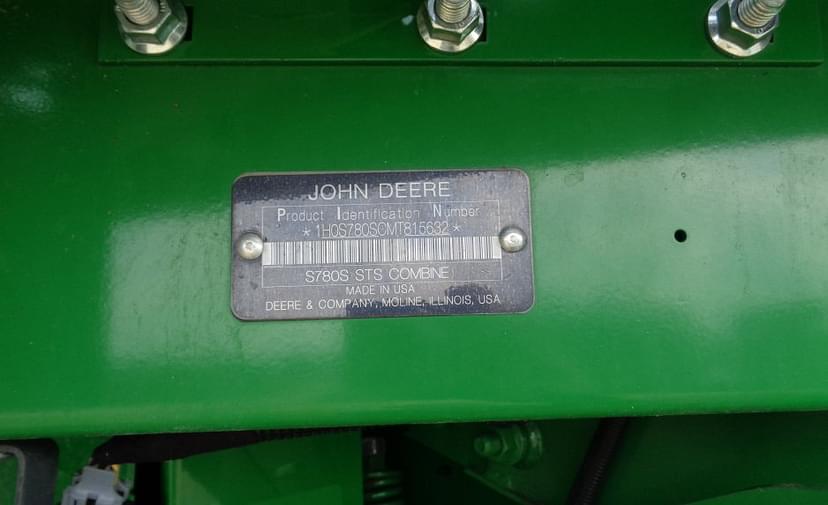 JOHN DEERE
Product Identification Number
* 1H0S780SCMT815632 *
S780S STS COMBINE
MADE IN USA
DEERE & COMPANY, MOLINE, ILLINOIS, USA